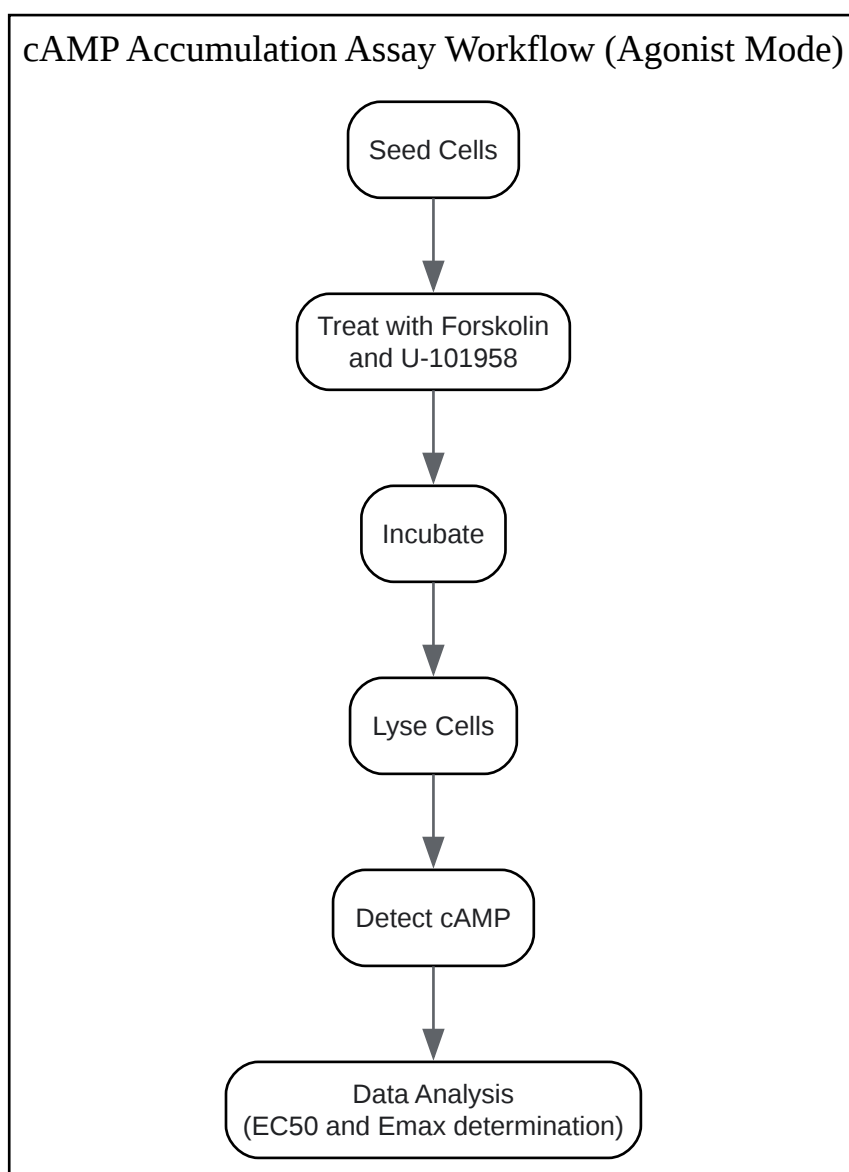 cAMP Accumulation Assay Workflow (Agonist Mode)
Seed Cells
Treat with Forskolin
and U-101958
Incubate
Lyse Cells
Detect cAMP
Data Analysis
(EC50 and Emax determination)